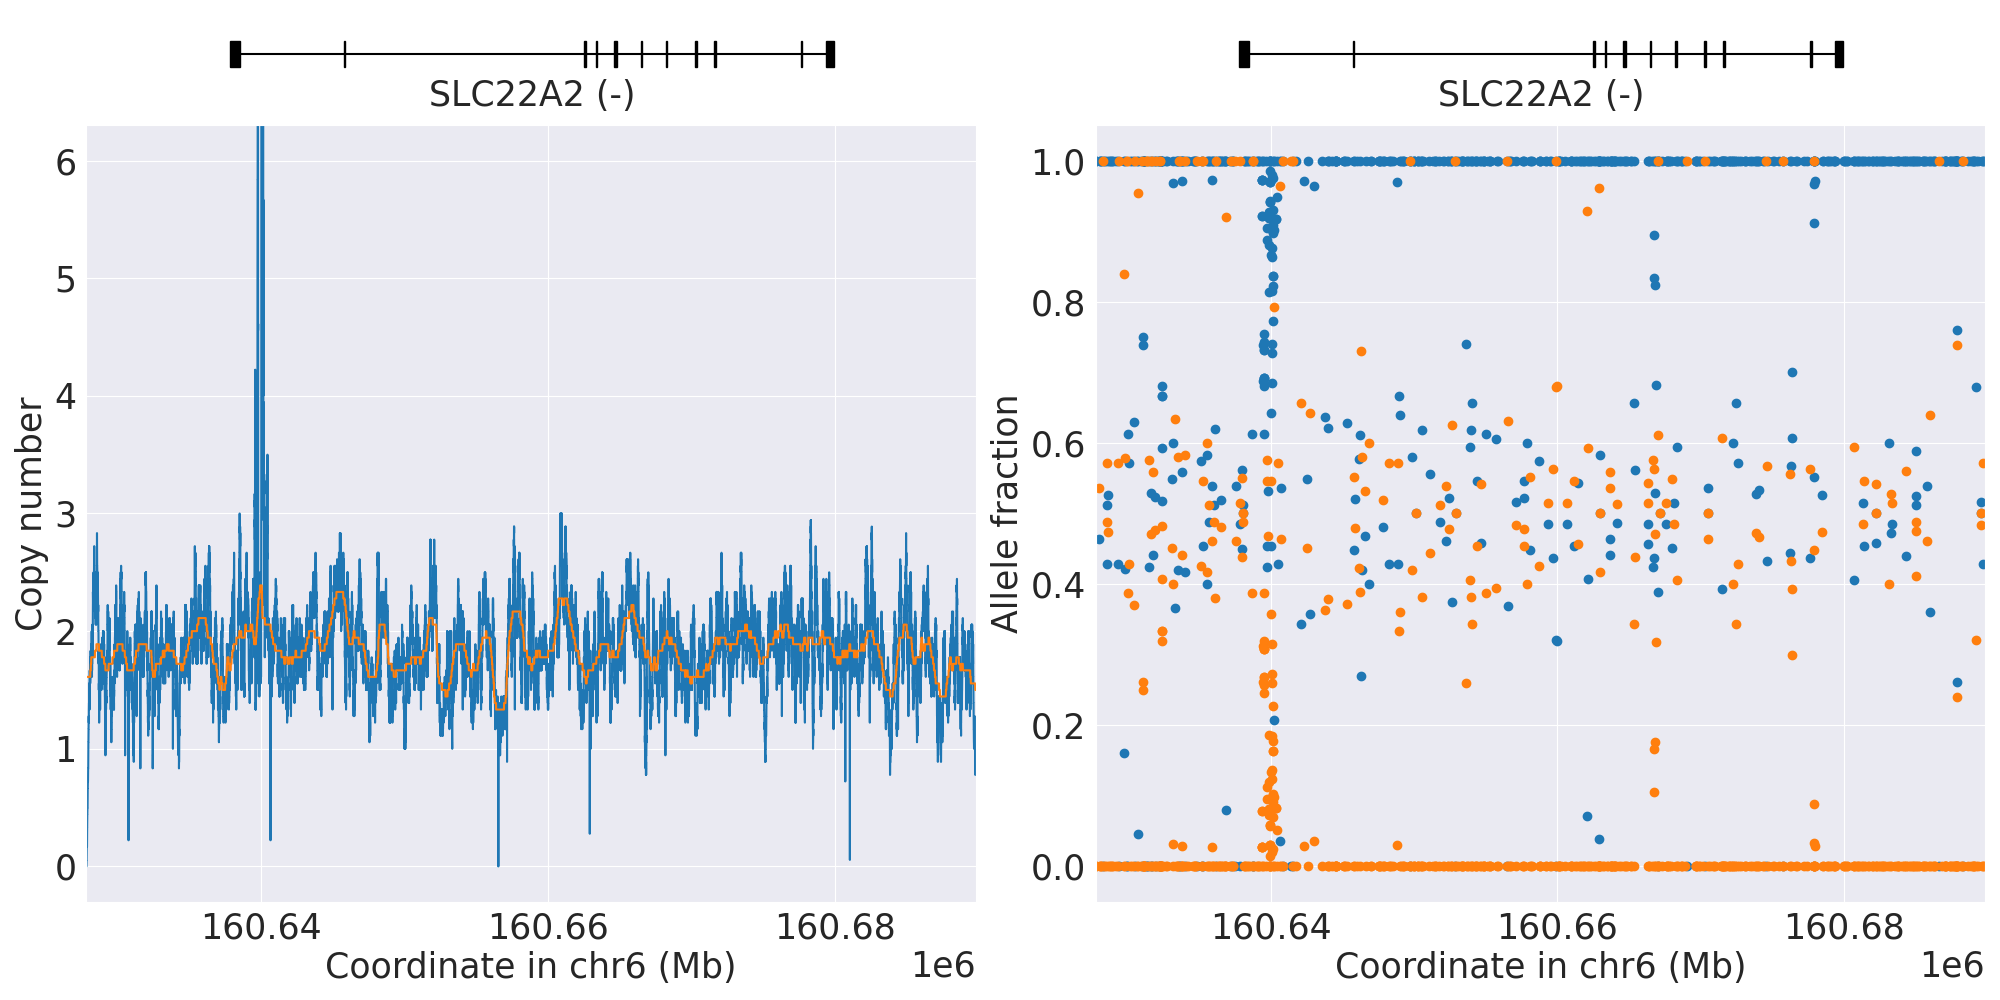 SLC22A2 (-)
6
5
4
3
2
1
0
Copy number
160.64
160.66
160.68
Coordinate in chr6 (Mb)
1e6
SLC22A2 (-)
1.0
0.8
0.6
0.4
0.2
0.0
Allele fraction
160.64
160.66
160.68
Coordinate in chr6 (Mb)
1e6